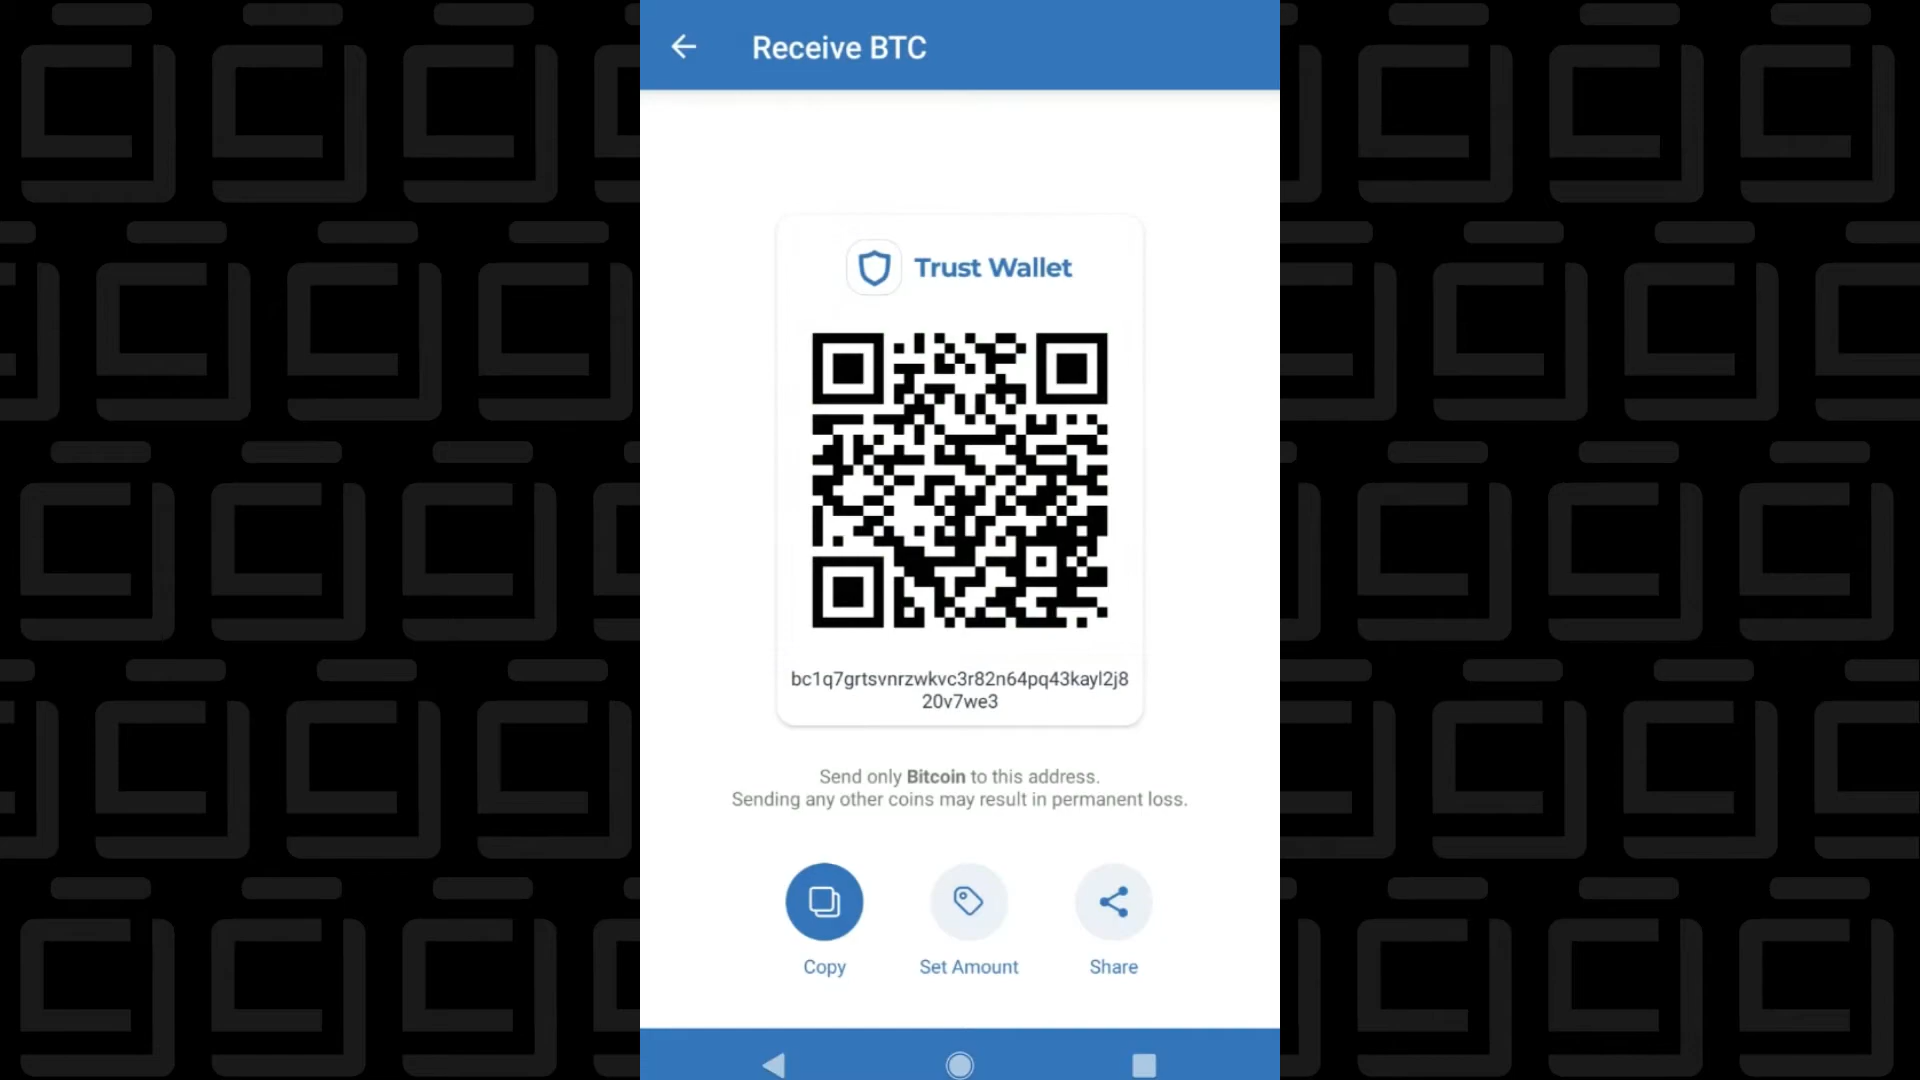 Receive BTC
Trust Wallet
bc1q7grtsvnrzwkvc3r82n64pq43kayl2j8
20v7we3
Send only Bitcoin to this address.
Sending any other coins may result in permanent loss.
Copy
Set Amount
Share